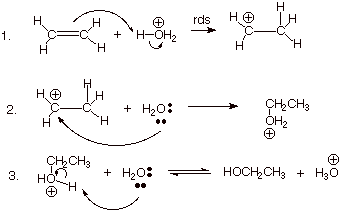 H H H
⊕ rds H ⊕ H
1. C=C + H-OH₂ → C-C
H H H H
H H
⊕ H
2. C-C + H₂O: → CH₂CH₃
H H OH₂
⊕
CH₂CH₃ ⊕
3. HO-H + H₂O: ⇌ HOCH₂CH₃ + H₃O
⊕